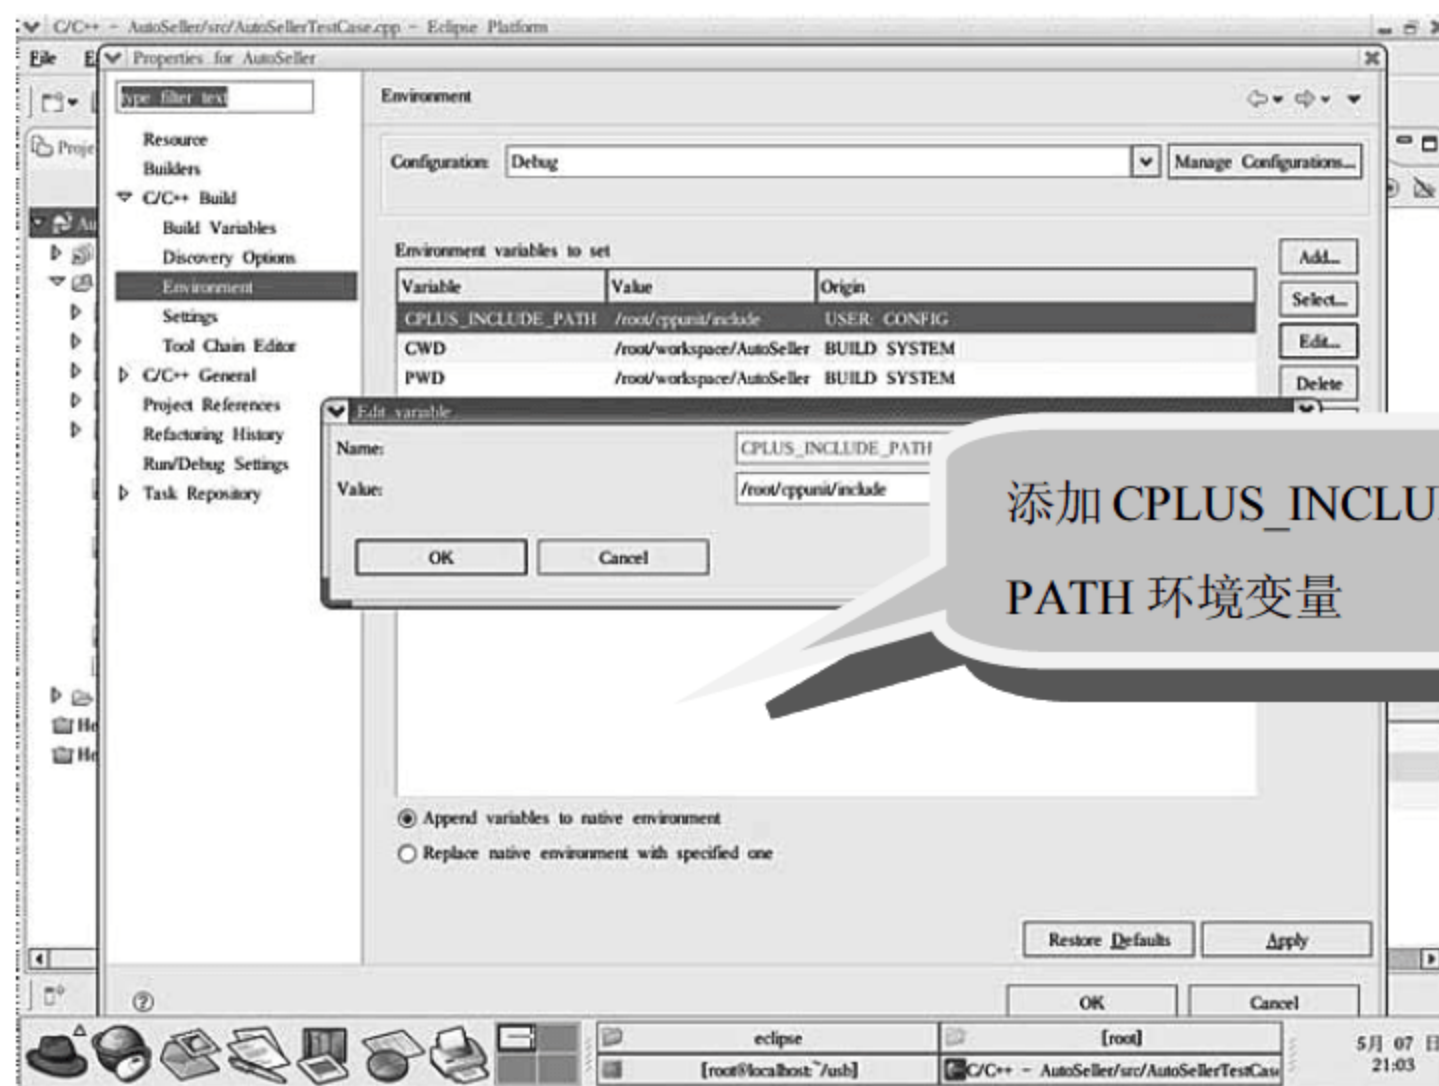 C/C++ - AutoSeller/src/AutoSellerTestCase.cpp - Eclipse Platform
File
Properties for AutoSeller
type filter text
Environment
Proje
Resource
Configuration: Debug
Manage Configurations...
Builders
C/C++ Build
Build Variables
Environment variables to set
Discovery Options
Add...
Environment
Variable Value Origin
Select...
Settings
CPLUS_INCLUDE_PATH /root/cppunit/include USER: CONFIG
Tool Chain Editor
CWD /root/workspace/AutoSeller BUILD SYSTEM
Edit...
C/C++ General
PWD /root/workspace/AutoSeller BUILD SYSTEM
Delete
Project References
Edit variable
Refactoring History
Name: CPLUS_INCLUDE_PATH
Run/Debug Settings
Value: /root/cppunit/include
Task Repository
添加 CPLUS_INCLU
PATH 环境变量
OK Cancel
He
He
Append variables to native environment
Replace native environment with specified one
Restore Defaults Apply
OK Cancel
eclipse [root]
5月 07 日
[root@localhost:~/usb] C/C++ - AutoSeller/src/AutoSellerTestCas
21:03